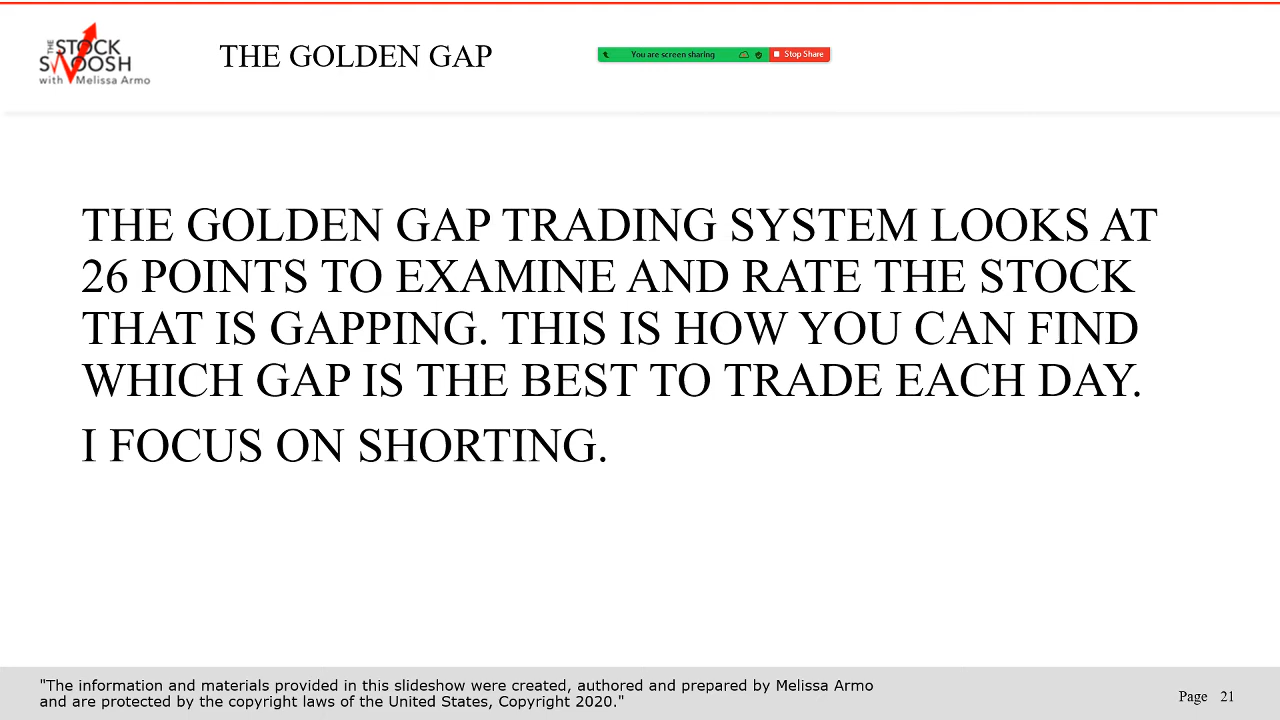 THE STOCK
SWOOSH
with Melissa Armo
THE GOLDEN GAP
You are screen sharing
Stop Share
THE GOLDEN GAP TRADING SYSTEM LOOKS AT
26 POINTS TO EXAMINE AND RATE THE STOCK
THAT IS GAPPING. THIS IS HOW YOU CAN FIND
WHICH GAP IS THE BEST TO TRADE EACH DAY.
I FOCUS ON SHORTING.
"The information and materials provided in this slideshow were created, authored and prepared by Melissa Armo
and are protected by the copyright laws of the United States, Copyright 2020."
Page 21